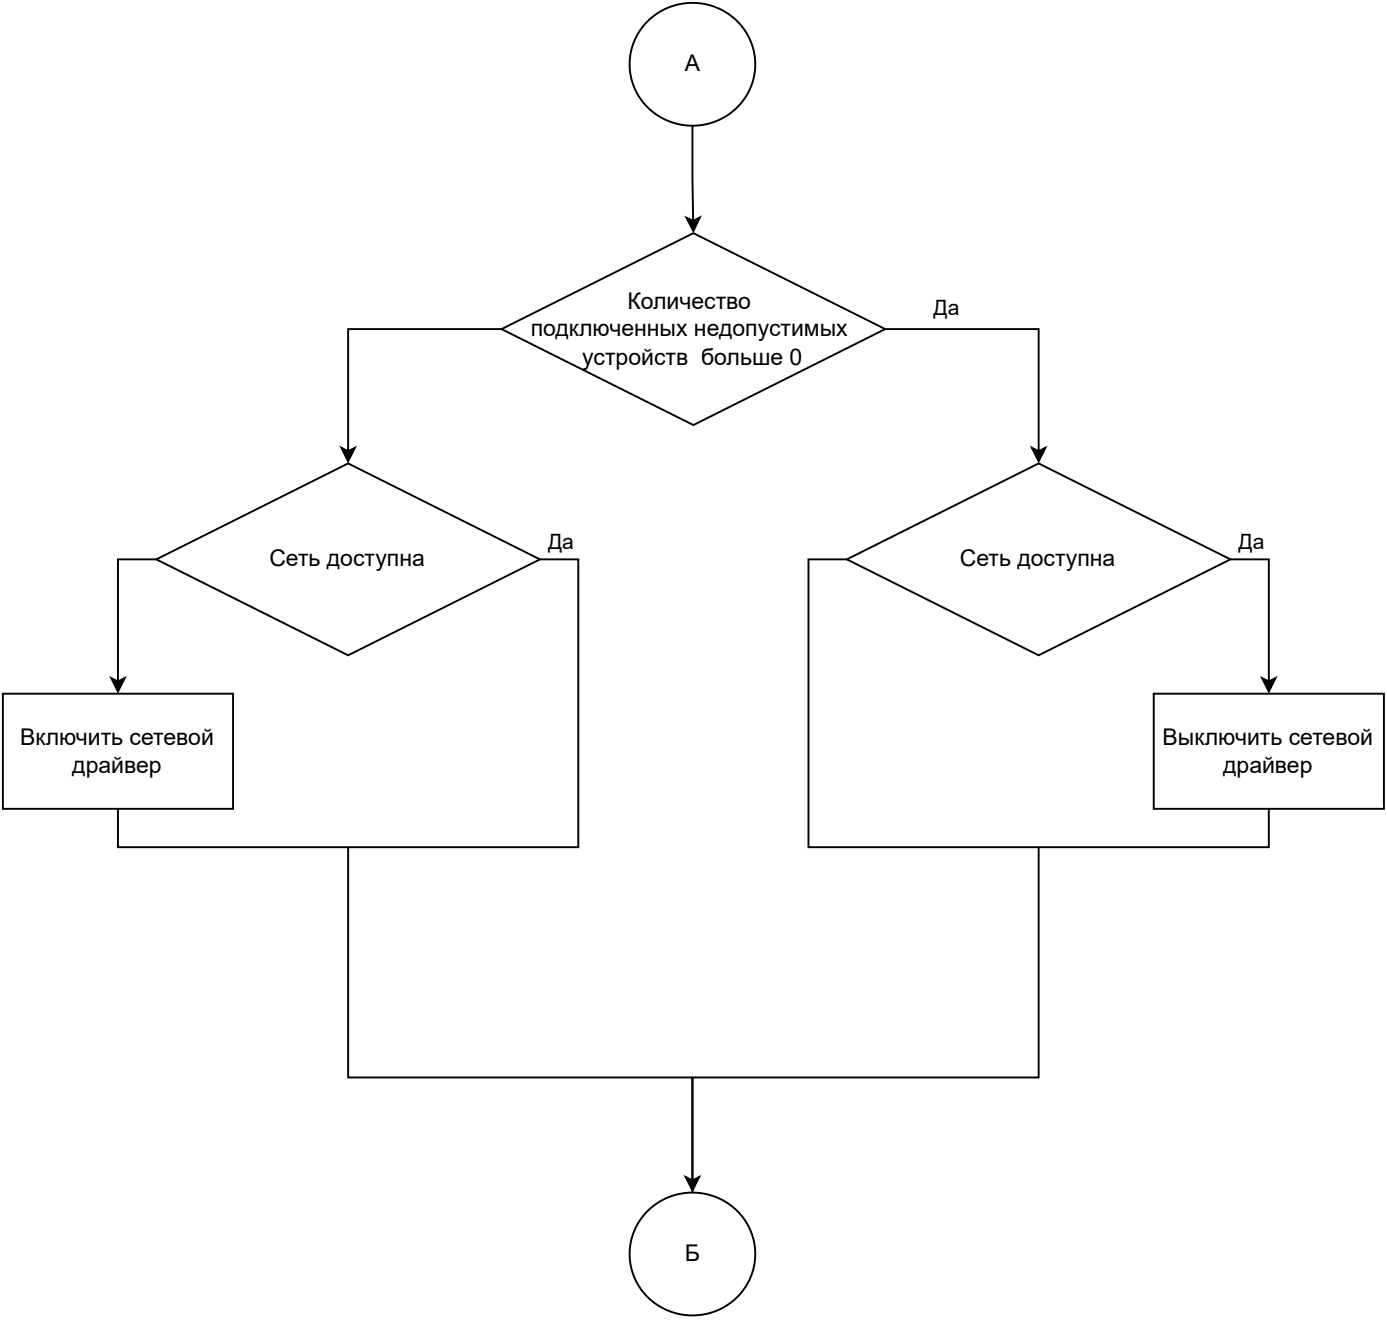 А
Количество
подключенных недопустимых
устройств  больше 0
Да
Сеть доступна
Да
Сеть доступна
Да
Включить сетевой
драйвер
Выключить сетевой
драйвер
Б